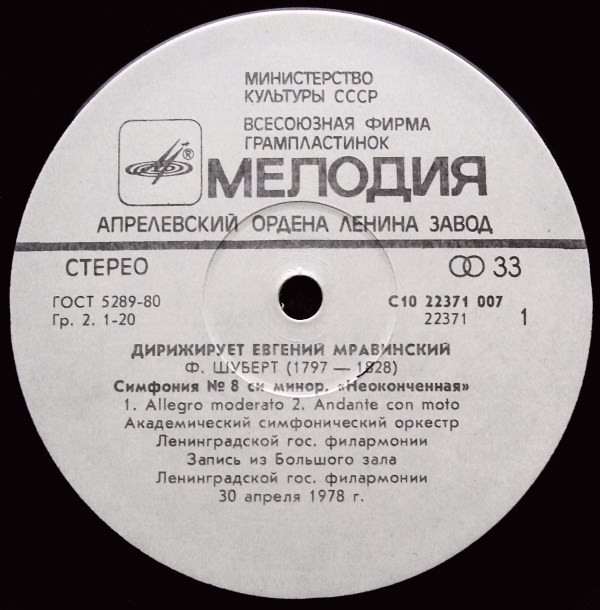 МИНИСТЕРСТВО
КУЛЬТУРЫ СССР
ВСЕСОЮЗНАЯ ФИРМА
ГРАМПЛАСТИНОК
® МЕЛОДИЯ
АПРЕЛЕВСКИЙ ОРДЕНА ЛЕНИНА ЗАВОД
СТЕРЕО 33
ГОСТ 5289-80 С10 22371 007
Гр. 2. 1-20 22371 1
ДИРИЖИРУЕТ ЕВГЕНИЙ МРАВИНСКИЙ
Ф. ШУБЕРТ (1797 — 1828)
Симфония № 8 си минор, «Неоконченная»
1. Allegro moderato 2. Andante con moto
Академический симфонический оркестр
Ленинградской гос. филармонии
Запись из Большого зала
Ленинградской гос. филармонии
30 апреля 1978 г.